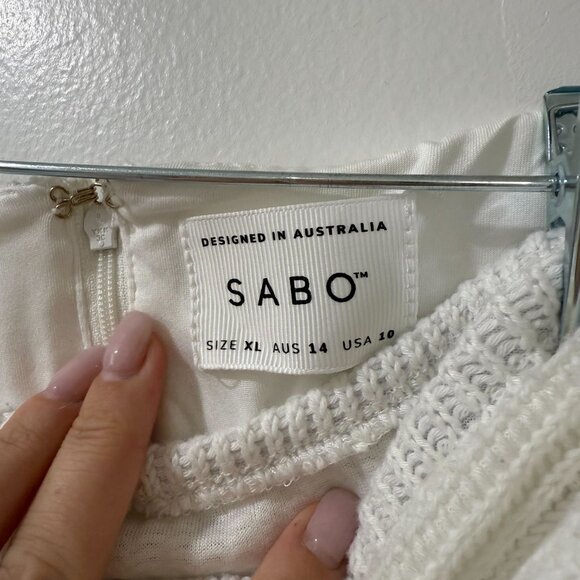 DESIGNED IN AUSTRALIA
SABO™
SIZE XL AUS 14 USA 10